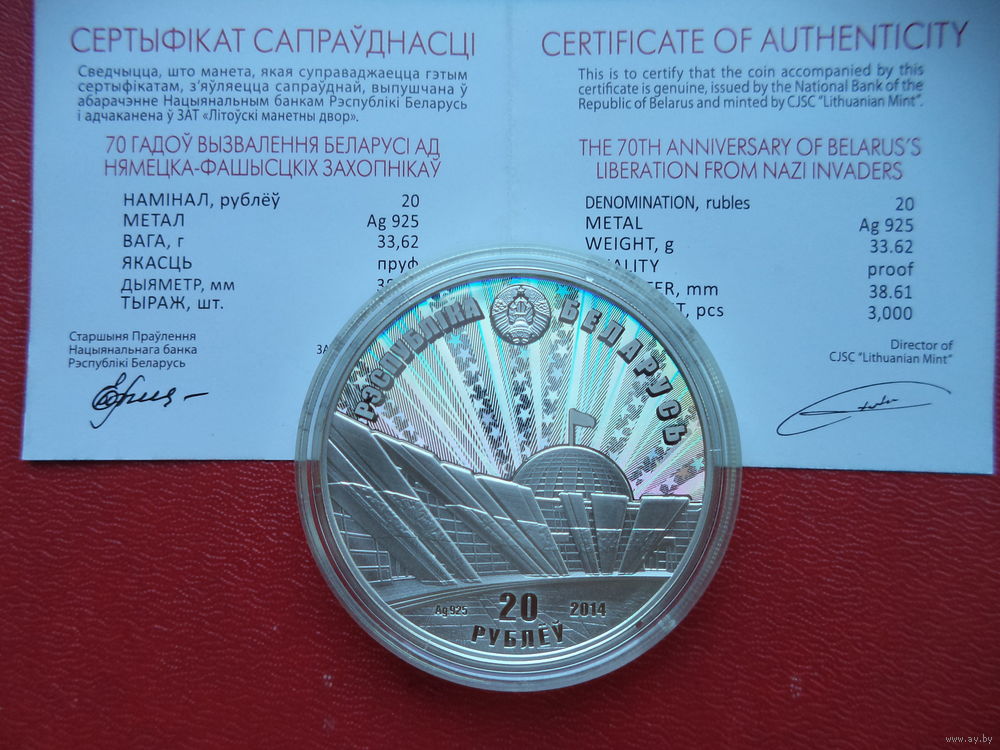 СЕРТЫФІКАТ САПРАЎДНАСЦІ
Сведчыцца, што манета, якая суправаджаецца гэтым
сертыфікатам, з'яўляецца сапраўднай, выпушчана ў
абарачэнне Нацыянальным банкам Рэспублікі Беларусь
і адчаканена ў ЗАТ «Літоўскі манетны двор».
70 ГАДОЎ ВЫЗВАЛЕННЯ БЕЛАРУСІ АД
НЯМЕЦКА-ФАШЫСЦКІХ ЗАХОПНІКАЎ
НАМІНАЛ, рублёў 20
МЕТАЛ Ag 925
ВАГА, г 33,62
ЯКАСЦЬ пруф
ДЫЯМЕТР, мм
ТЫРАЖ, шт.
Старшыня Праўлення
Нацыянальнага банка
Рэспублікі Беларусь
CERTIFICATE OF AUTHENTICITY
This is to certify that the coin accompanied by this
certificate is genuine, issued by the National Bank of the
Republic of Belarus and minted by CJSC "Lithuanian Mint".
THE 70TH ANNIVERSARY OF BELARUS'S
LIBERATION FROM NAZI INVADERS
DENOMINATION, rubles 20
METAL Ag 925
WEIGHT, g 33.62
proof
mm 38.61
pcs 3,000
Director of
CJSC "Lithuanian Mint"
РЭСПУБЛІКА БЕЛАРУСЬ
Ag 925 20 2014
РУБЛЁЎ
www.ay.by